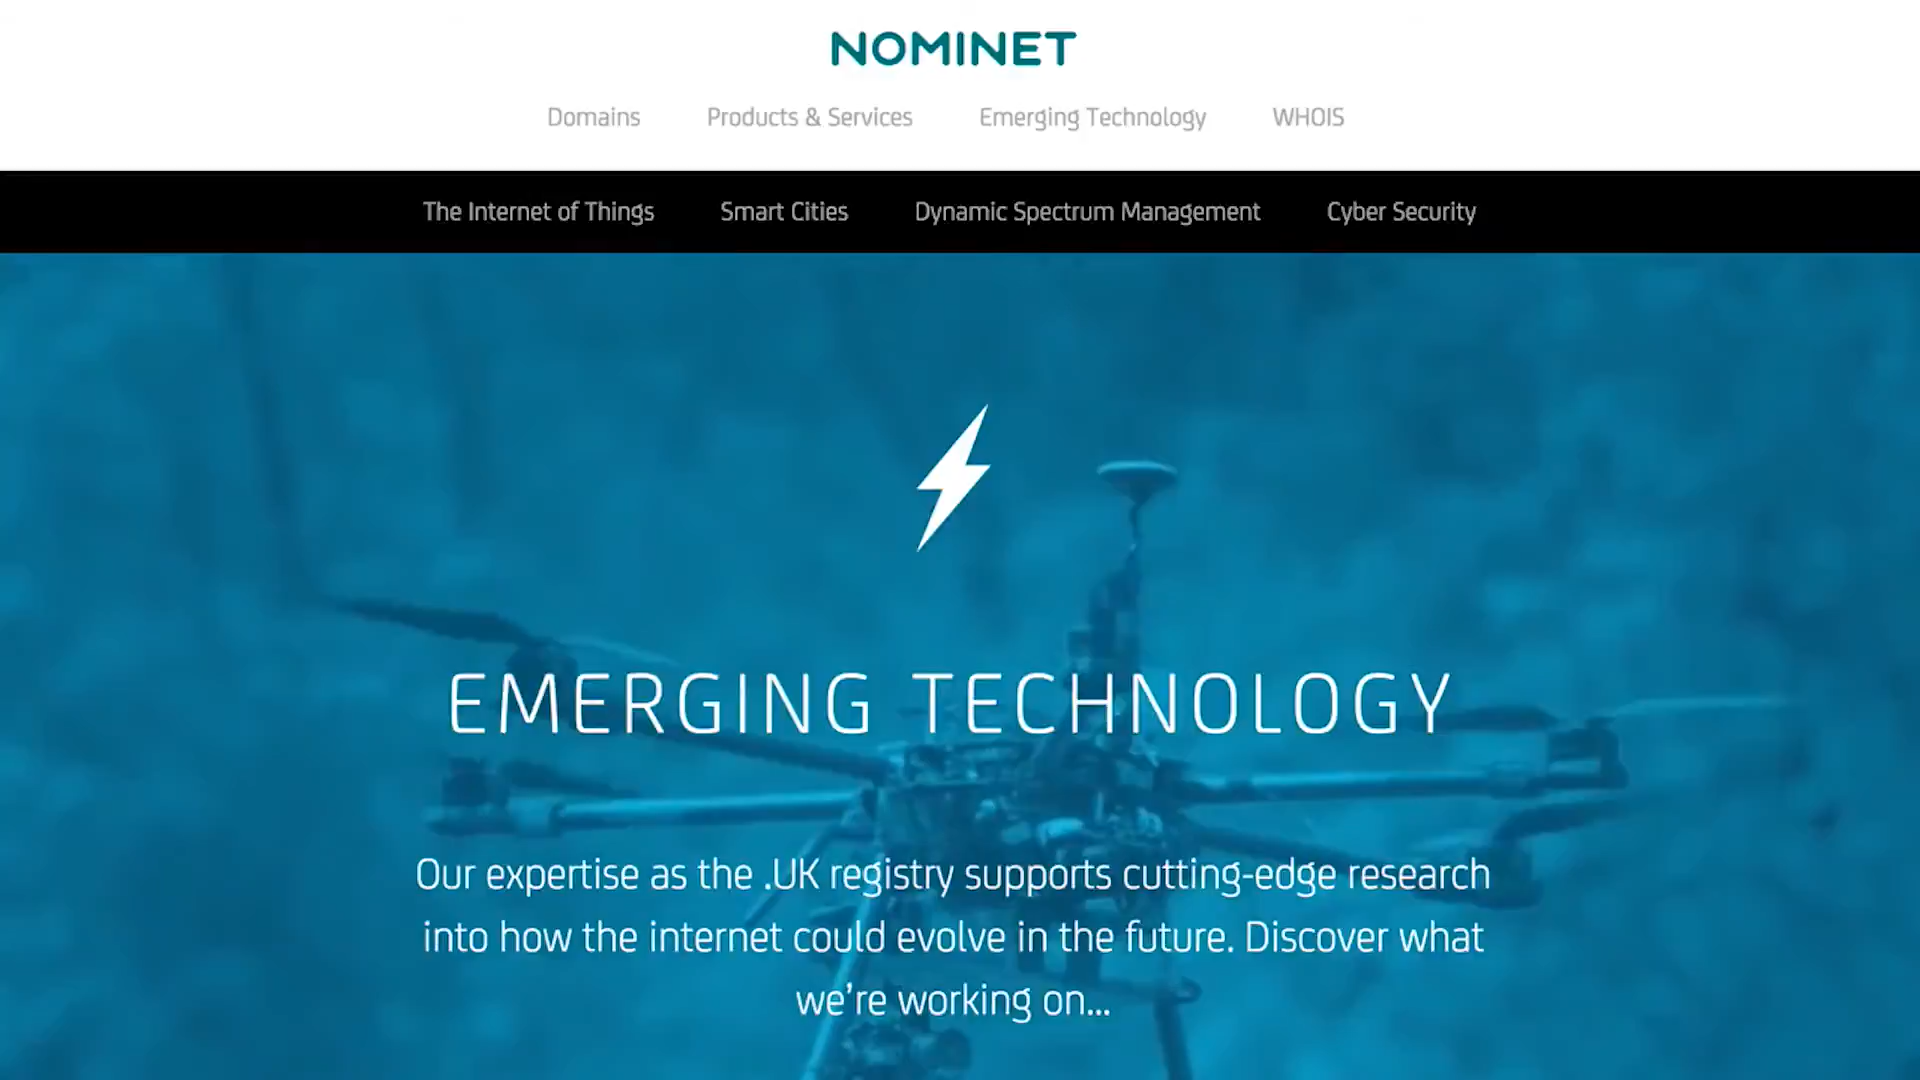 NOMINET
Domains Products & Services Emerging Technology WHOIS
The Internet of Things Smart Cities Dynamic Spectrum Management Cyber Security
EMERGING TECHNOLOGY
Our expertise as the .UK registry supports cutting-edge research
into how the internet could evolve in the future. Discover what
we’re working on...